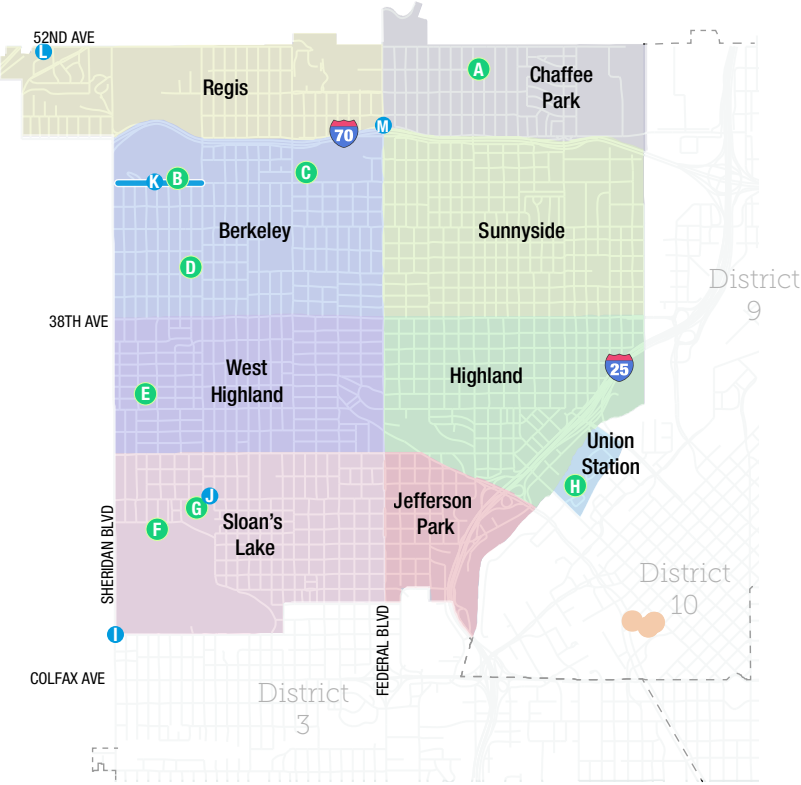 52ND AVE
L
A
Regis
Chaffee
Park
M
70
K
B
C
Berkeley
Sunnyside
D
District
9
38TH AVE
West
Highland
Highland
25
E
Union
Station
H
J
G
Jefferson
Park
F
Sloan's
Lake
SHERIDAN BLVD
District
10
I
FEDERAL BLVD
COLFAX AVE
District
3